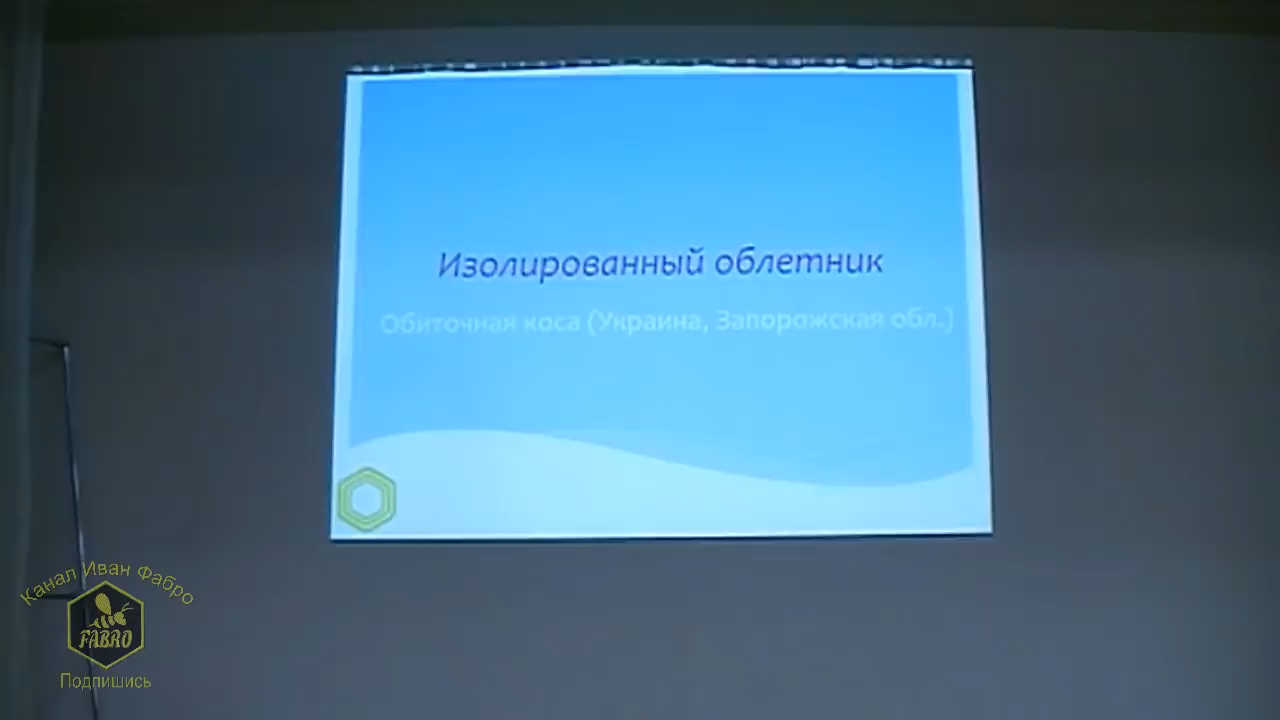 Изолированный облетник
Обиточная коса (Украина, Запорожская обл.)
Канал Иван Фабро
FABRO
Подпишись